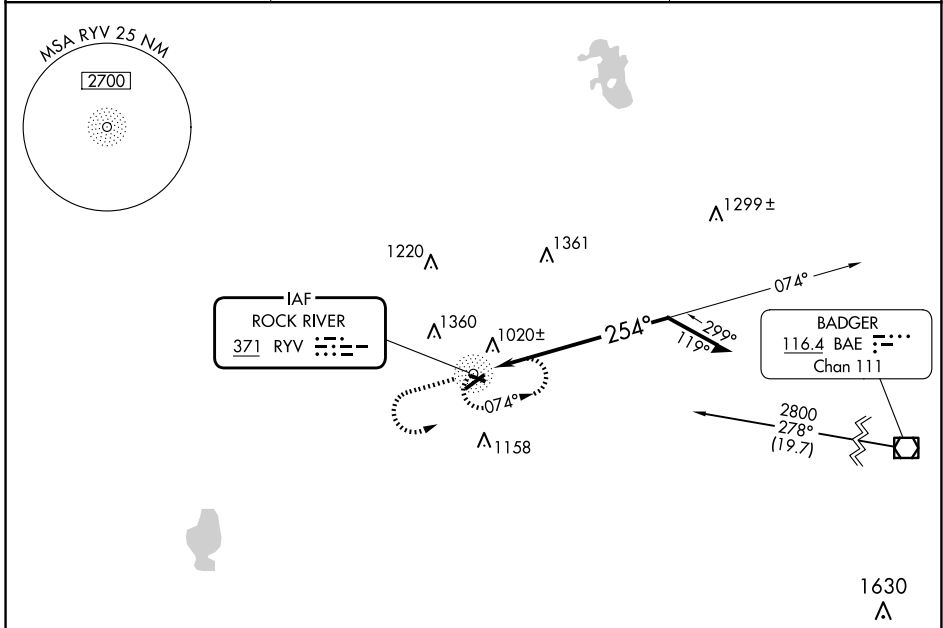 MSA RYV 25 NM
2700
1299±
1220
1361
074°
IAF
ROCK RIVER
371 RYV
1360
1020±
254°
299°
119°
BADGER
116.4 BAE
Chan 111
074°
2800
278°
(19.7)
1158
1630